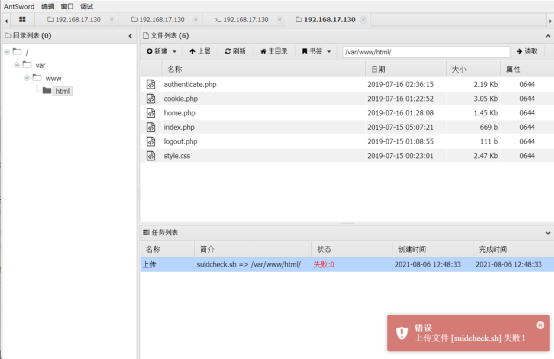 AntSword 编辑 窗口 调试
192.168.17.130 192.168.17.130 192.168.17.130 192.168.17.130
目录列表 (0)
/
var
www
html
文件列表 (6)
新建 上层 刷新 主目录 书签 /var/www/html/ 读取
名称 日期 大小 属性
authenticate.php 2019-07-16 02:36:15 2.19 Kb 0644
cookie.php 2019-07-16 01:22:52 3.05 Kb 0644
home.php 2019-07-16 01:28:08 1.45 Kb 0644
index.php 2019-07-15 05:07:21 669 b 0644
logout.php 2019-07-15 01:08:55 111 b 0644
style.css 2019-07-15 00:23:01 2.47 Kb 0644
任务列表
名称 简介 状态 创建时间 完成时间
上传 suidcheck.sh => /var/www/html/ 失败:0 2021-08-06 12:48:33 2021-08-06 12:48:33
错误
上传文件 [suidcheck.sh] 失败!